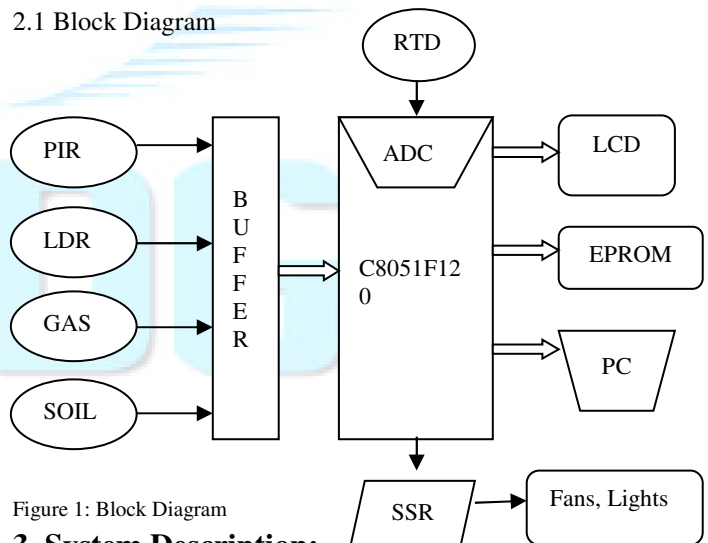 2.1 Block Diagram
RTD
PIR
LDR
GAS
SOIL
B
U
F
F
E
R
ADC
C8051F12
0
LCD
EPROM
PC
SSR
Fans, Lights
Figure 1: Block Diagram
3. System Description: